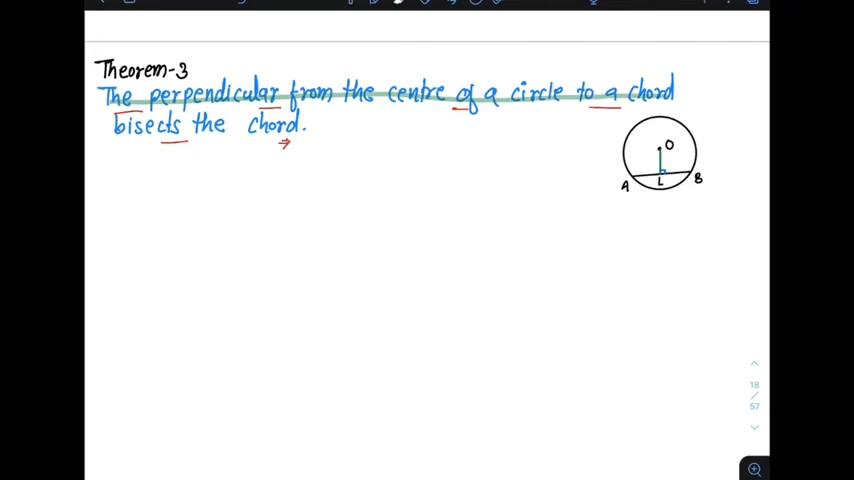 Theorem-3
The perpendicular from the centre of a circle to a chord
bisects the chord.
O
A
L
B
18
/
57